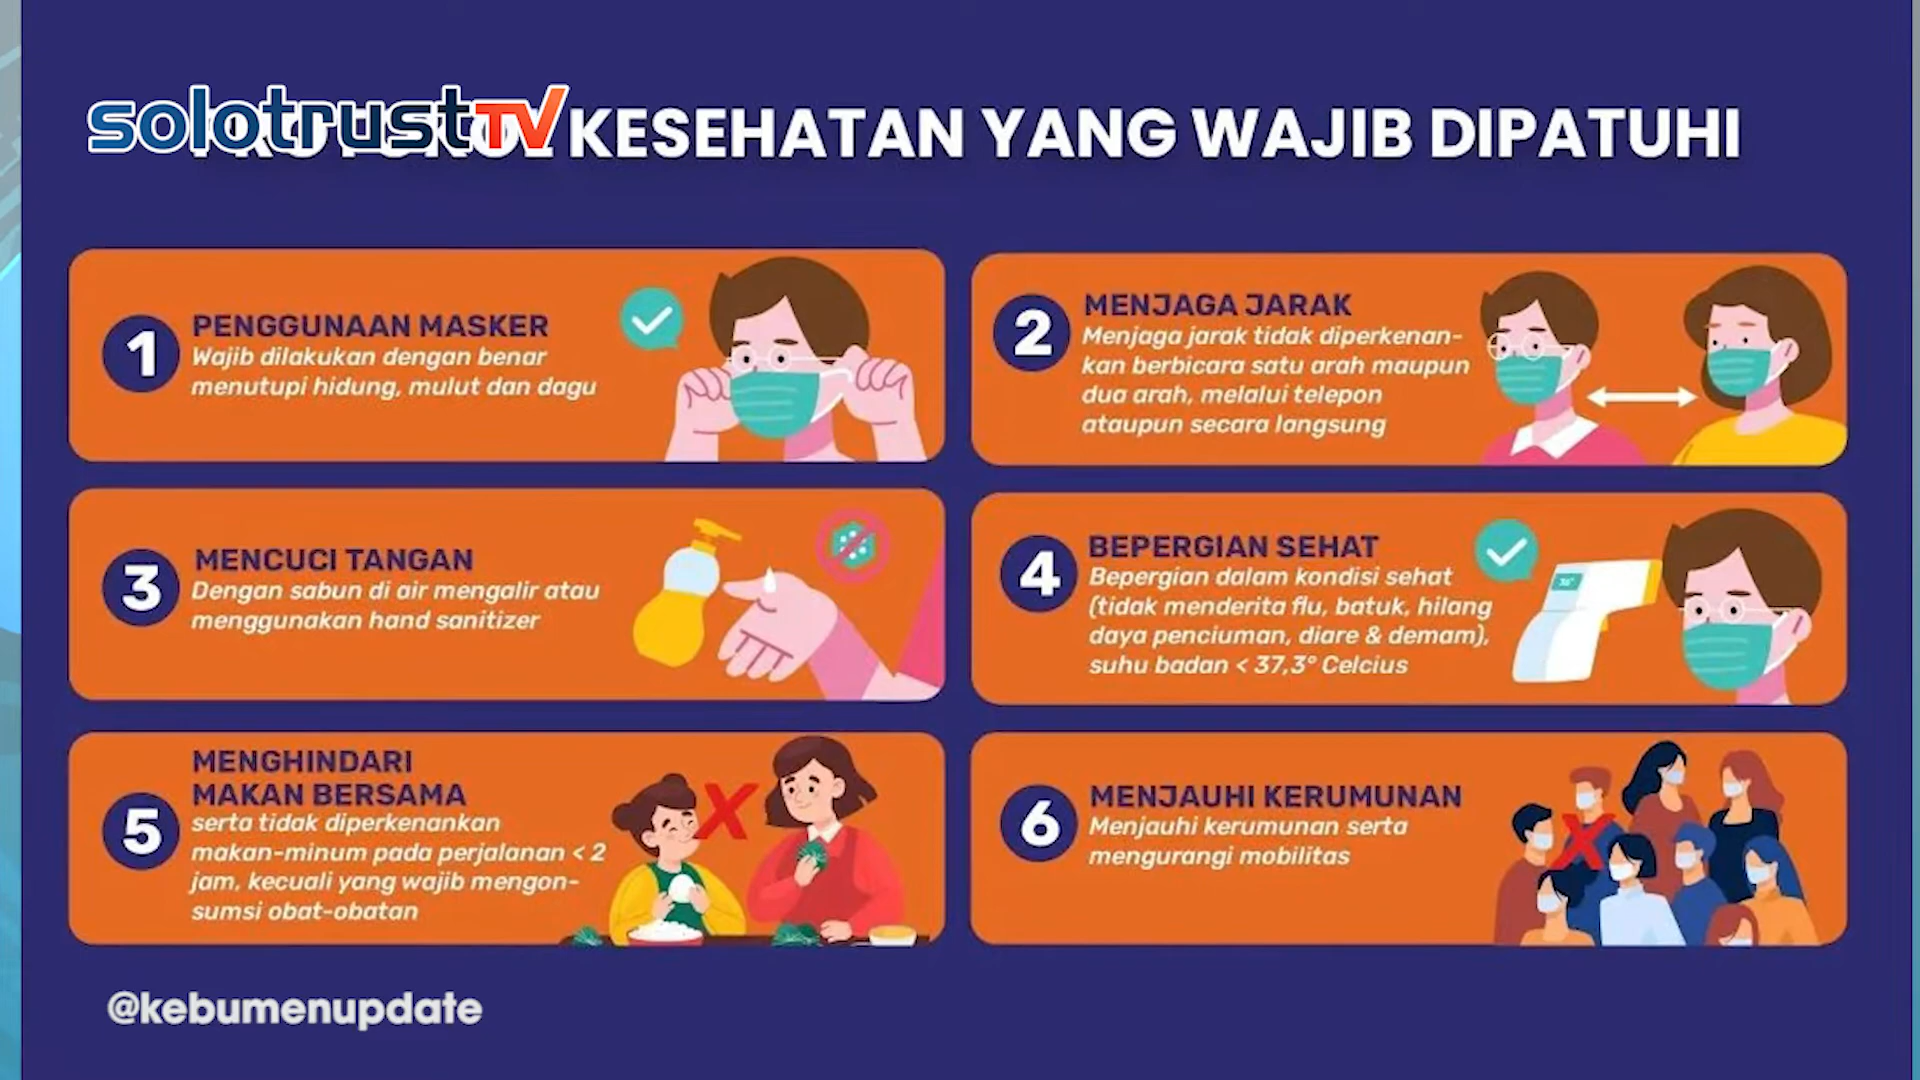 solotrustTV
KESEHATAN YANG WAJIB DIPATUHI
1
PENGGUNAAN MASKER
Wajib dilakukan dengan benar
menutupi hidung, mulut dan dagu
2
MENJAGA JARAK
Menjaga jarak tidak diperkenan-
kan berbicara satu arah maupun
dua arah, melalui telepon
ataupun secara langsung
3
MENCUCI TANGAN
Dengan sabun di air mengalir atau
menggunakan hand sanitizer
4
BEPERGIAN SEHAT
Bepergian dalam kondisi sehat
(tidak menderita flu, batuk, hilang
daya penciuman, diare & demam),
suhu badan < 37,3° Celcius
5
MENGHINDARI
MAKAN BERSAMA
serta tidak diperkenankan
makan-minum pada perjalanan < 2
jam, kecuali yang wajib mengon-
sumsi obat-obatan
6
MENJAUHI KERUMUNAN
Menjauhi kerumunan serta
mengurangi mobilitas
@kebumenupdate